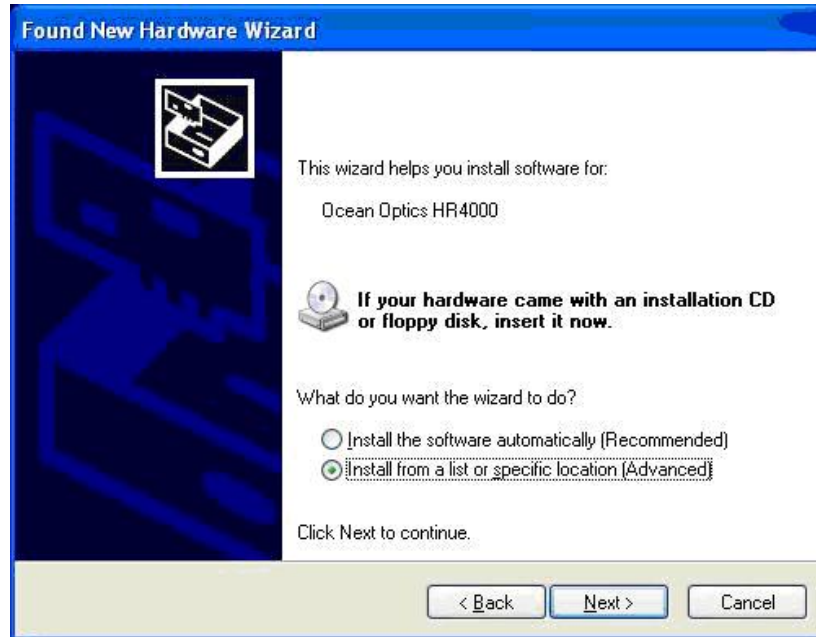 Found New Hardware Wizard
This wizard helps you install software for:
Ocean Optics HR4000
If your hardware came with an installation CD
or floppy disk, insert it now.
What do you want the wizard to do?
Install the software automatically (Recommended)
Install from a list or specific location (Advanced)
Click Next to continue.
< Back Next > Cancel